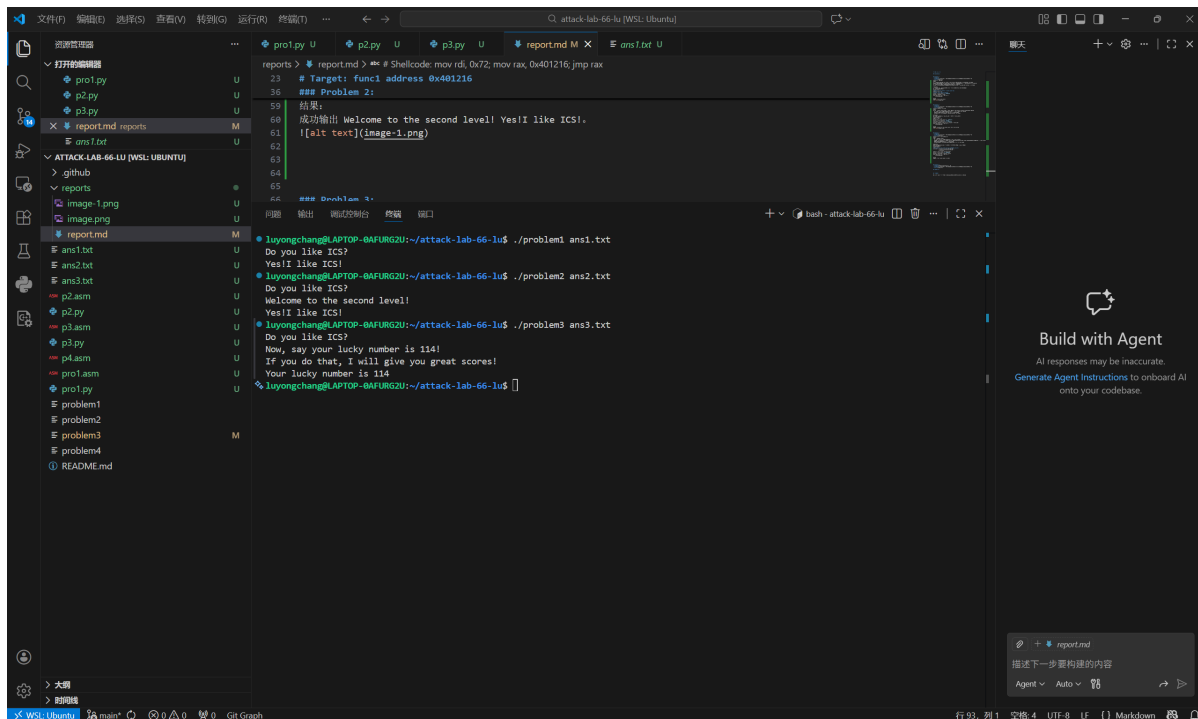 文件(F) 编辑(E) 选择(S) 查看(V) 转到(G) 运行(R) 终端(T) ··· attack-lab-66-lu [WSL: Ubuntu]
资源管理器 ···
打开的编辑器
pro1.py U
p2.py U
p3.py U
report.md reports M
ans1.txt U
ATTACK-LAB-66-LU [WSL: UBUNTU]
.github
reports
image-1.png U
image.png U
report.md M
ans1.txt U
ans2.txt U
ans3.txt U
p2.asm U
p2.py U
p3.asm U
p3.py U
p4.asm U
pro1.asm U
pro1.py U
problem1
problem2
problem3 M
problem4
README.md
大纲
时间线
14
pro1.py U p2.py U p3.py U report.md M ans1.txt U
reports > report.md > # Shellcode: mov rdi, 0x72; mov rax, 0x401216; jmp rax
23 # Target: func1 address 0x401216
36 ### Problem 2:
59 结果:
60 成功输出 Welcome to the second level! Yes!I like ICS!。
61 ![alt text](image-1.png)
62
63
64
65
66 ### Problem 3:
问题 输出 调试控制台 终端 端口 bash - attack-lab-66-lu
luyongchang@LAPTOP-0AFURG2U:~/attack-lab-66-lu$ ./problem1 ans1.txt
Do you like ICS?
Yes!I like ICS!
luyongchang@LAPTOP-0AFURG2U:~/attack-lab-66-lu$ ./problem2 ans2.txt
Do you like ICS?
Welcome to the second level!
Yes!I like ICS!
luyongchang@LAPTOP-0AFURG2U:~/attack-lab-66-lu$ ./problem3 ans3.txt
Do you like ICS?
Now, say your lucky number is 114!
If you do that, I will give you great scores!
Your lucky number is 114
luyongchang@LAPTOP-0AFURG2U:~/attack-lab-66-lu$
聊天
Build with Agent
AI responses may be inaccurate.
Generate Agent Instructions to onboard AI
onto your codebase.
report.md
描述下一步要构建的内容
Agent Auto
WSL: Ubuntu main* 0 0 0 Git Graph 行 93, 列 1 空格: 4 UTF-8 LF {} Markdown